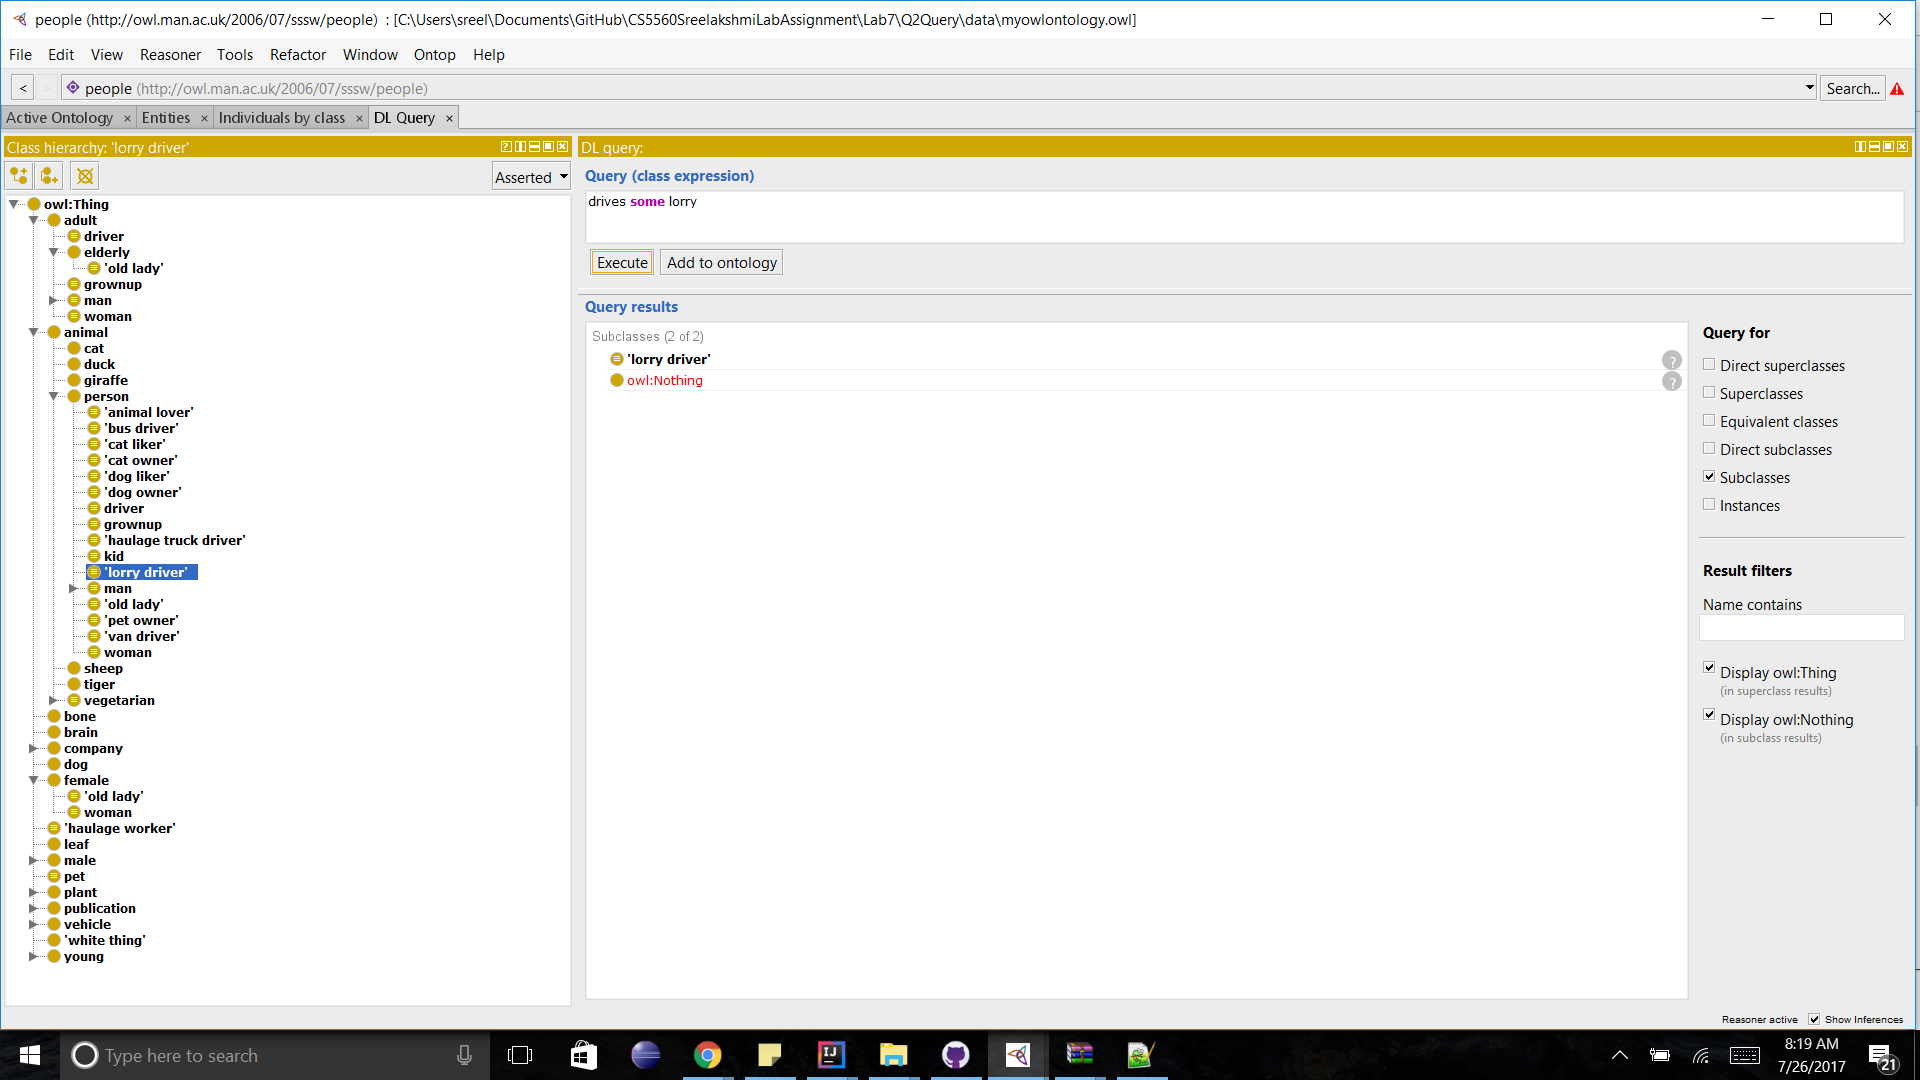 people (http://owl.man.ac.uk/2006/07/sssw/people) : [C:\Users\sreel\Documents\GitHub\CS5560SreelakshmiLabAssignment\Lab7\Q2Query\data\myowlontology.owl]
File Edit View Reasoner Tools Refactor Window Ontop Help
< > people (http://owl.man.ac.uk/2006/07/sssw/people) Search...
Active Ontology × Entities × Individuals by class × DL Query ×
Class hierarchy: 'lorry driver'
Asserted
owl:Thing
adult
driver
elderly
'old lady'
grownup
man
woman
animal
cat
duck
giraffe
person
'animal lover'
'bus driver'
'cat liker'
'cat owner'
'dog liker'
'dog owner'
driver
grownup
'haulage truck driver'
kid
'lorry driver'
man
'old lady'
'pet owner'
'van driver'
woman
sheep
tiger
vegetarian
bone
brain
company
dog
female
'old lady'
woman
'haulage worker'
leaf
male
pet
plant
publication
vehicle
'white thing'
young
DL query:
Query (class expression)
drives some lorry
Execute Add to ontology
Query results
Subclasses (2 of 2)
'lorry driver' ?
owl:Nothing ?
Query for
Direct superclasses
Superclasses
Equivalent classes
Direct subclasses
Subclasses
Instances
Result filters
Name contains
Display owl:Thing
(in superclass results)
Display owl:Nothing
(in subclass results)
Reasoner active Show Inferences
Type here to search
IJ
8:19 AM
7/26/2017
21